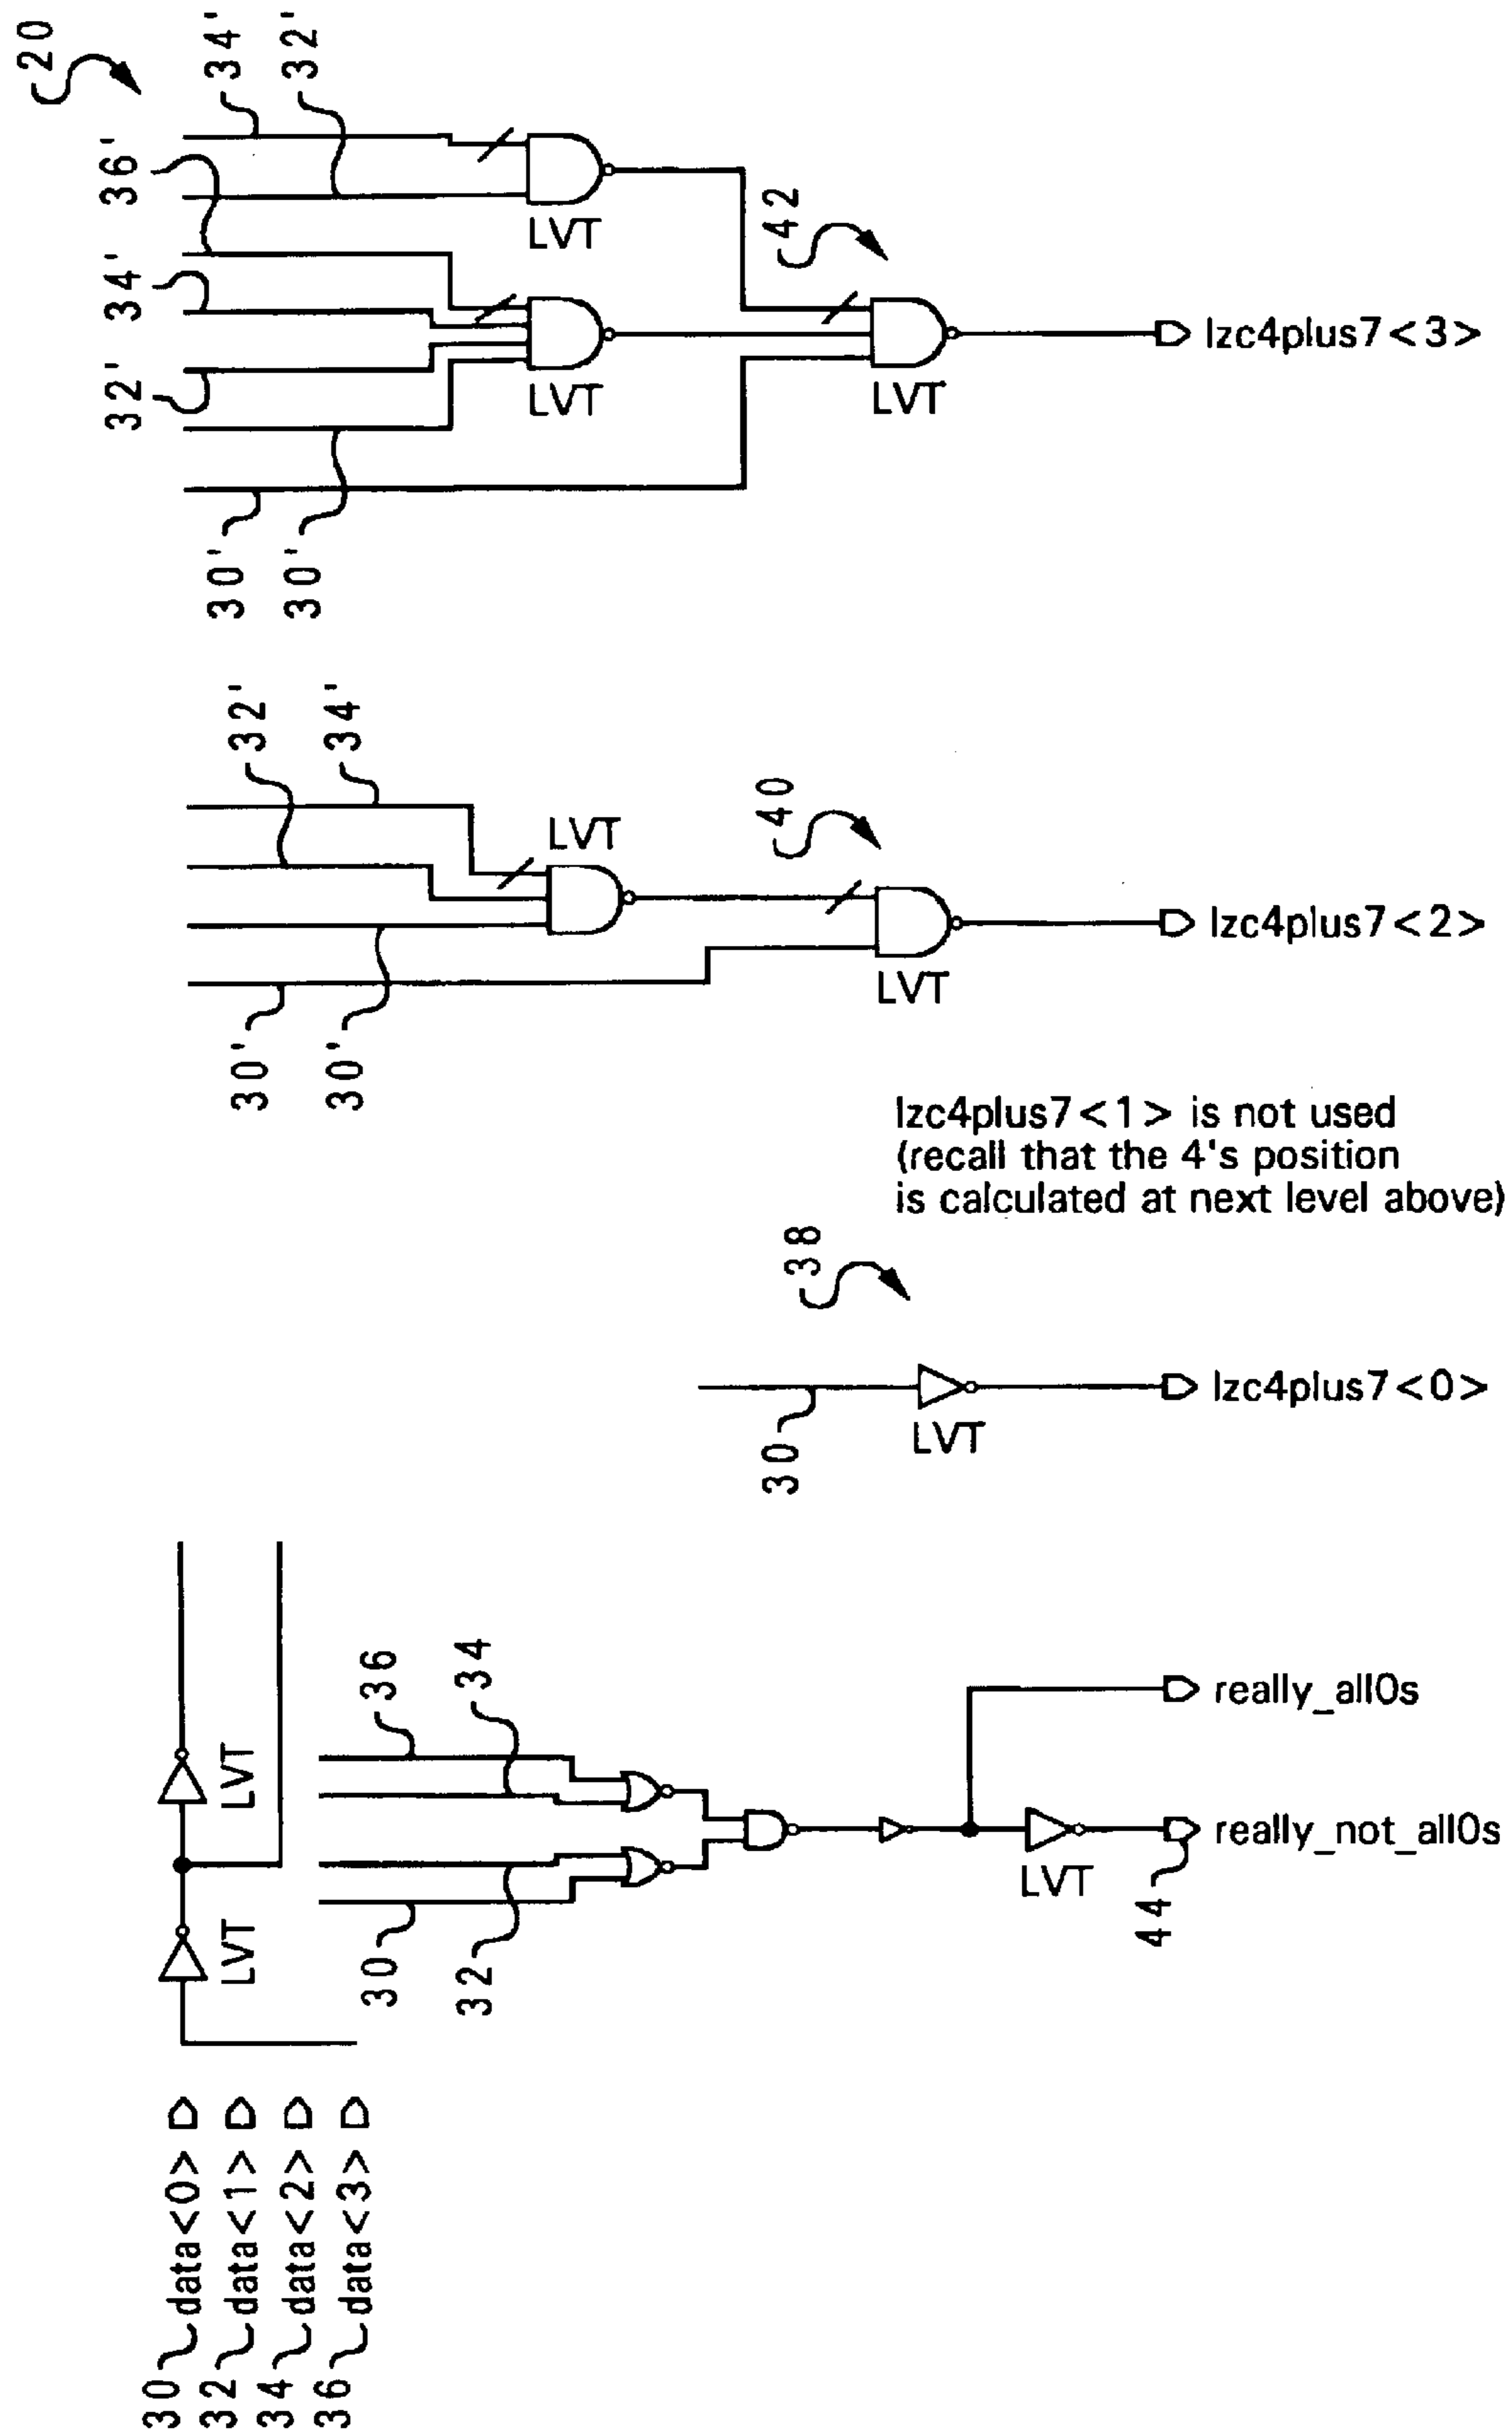 20
34'
32'
36'
34'
32'
30'
30'
LVT
LVT
42
LVT
lzc4plus7<3>
32'
34'
30'
30'
LVT
40
LVT
lzc4plus7<2>
lzc4plus7<1> is not used
(recall that the 4's position
is calculated at next level above)
38
30
LVT
lzc4plus7<0>
LVT
LVT
36
34
30
32
really_all0s
really_not_all0s
LVT
44
30 data<0>
32 data<1>
34 data<2>
36 data<3>